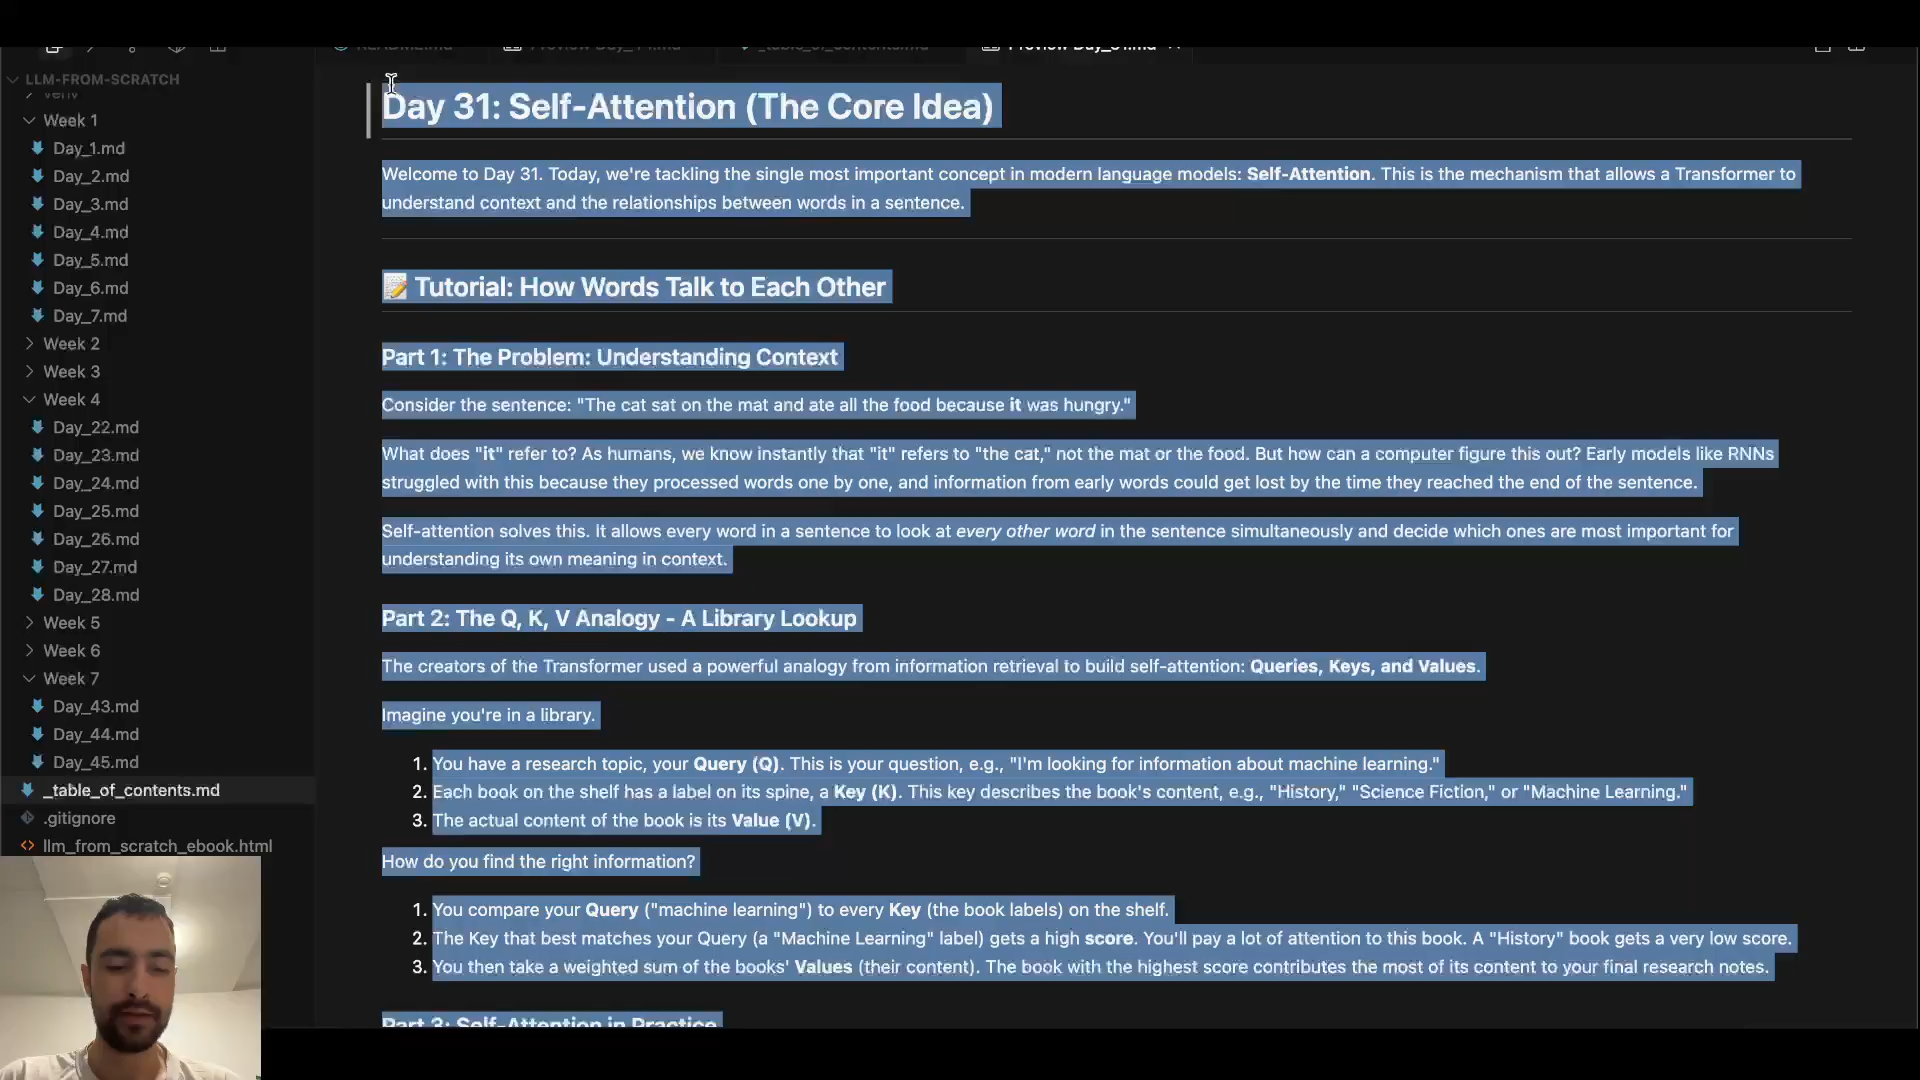 LLM-FROM-SCRATCH
venv
Week 1
Day_1.md
Day_2.md
Day_3.md
Day_4.md
Day_5.md
Day_6.md
Day_7.md
Week 2
Week 3
Week 4
Day_22.md
Day_23.md
Day_24.md
Day_25.md
Day_26.md
Day_27.md
Day_28.md
Week 5
Week 6
Week 7
Day_43.md
Day_44.md
Day_45.md
_table_of_contents.md
.gitignore
llm_from_scratch_ebook.html
README.md
_table_of_contents.md
Preview Day_31.md
Day 31: Self-Attention (The Core Idea)
Welcome to Day 31. Today, we're tackling the single most important concept in modern language models: Self-Attention. This is the mechanism that allows a Transformer to
understand context and the relationships between words in a sentence.
Tutorial: How Words Talk to Each Other
Part 1: The Problem: Understanding Context
Consider the sentence: "The cat sat on the mat and ate all the food because it was hungry."
What does "it" refer to? As humans, we know instantly that "it" refers to "the cat," not the mat or the food. But how can a computer figure this out? Early models like RNNs
struggled with this because they processed words one by one, and information from early words could get lost by the time they reached the end of the sentence.
Self-attention solves this. It allows every word in a sentence to look at every other word in the sentence simultaneously and decide which ones are most important for
understanding its own meaning in context.
Part 2: The Q, K, V Analogy - A Library Lookup
The creators of the Transformer used a powerful analogy from information retrieval to build self-attention: Queries, Keys, and Values.
Imagine you're in a library.
1. You have a research topic, your Query (Q). This is your question, e.g., "I'm looking for information about machine learning."
2. Each book on the shelf has a label on its spine, a Key (K). This key describes the book's content, e.g., "History," "Science Fiction," or "Machine Learning."
3. The actual content of the book is its Value (V).
How do you find the right information?
1. You compare your Query ("machine learning") to every Key (the book labels) on the shelf.
2. The Key that best matches your Query (a "Machine Learning" label) gets a high score. You'll pay a lot of attention to this book. A "History" book gets a very low score.
3. You then take a weighted sum of the books' Values (their content). The book with the highest score contributes the most of its content to your final research notes.
Part 3: Self-Attention in Practice